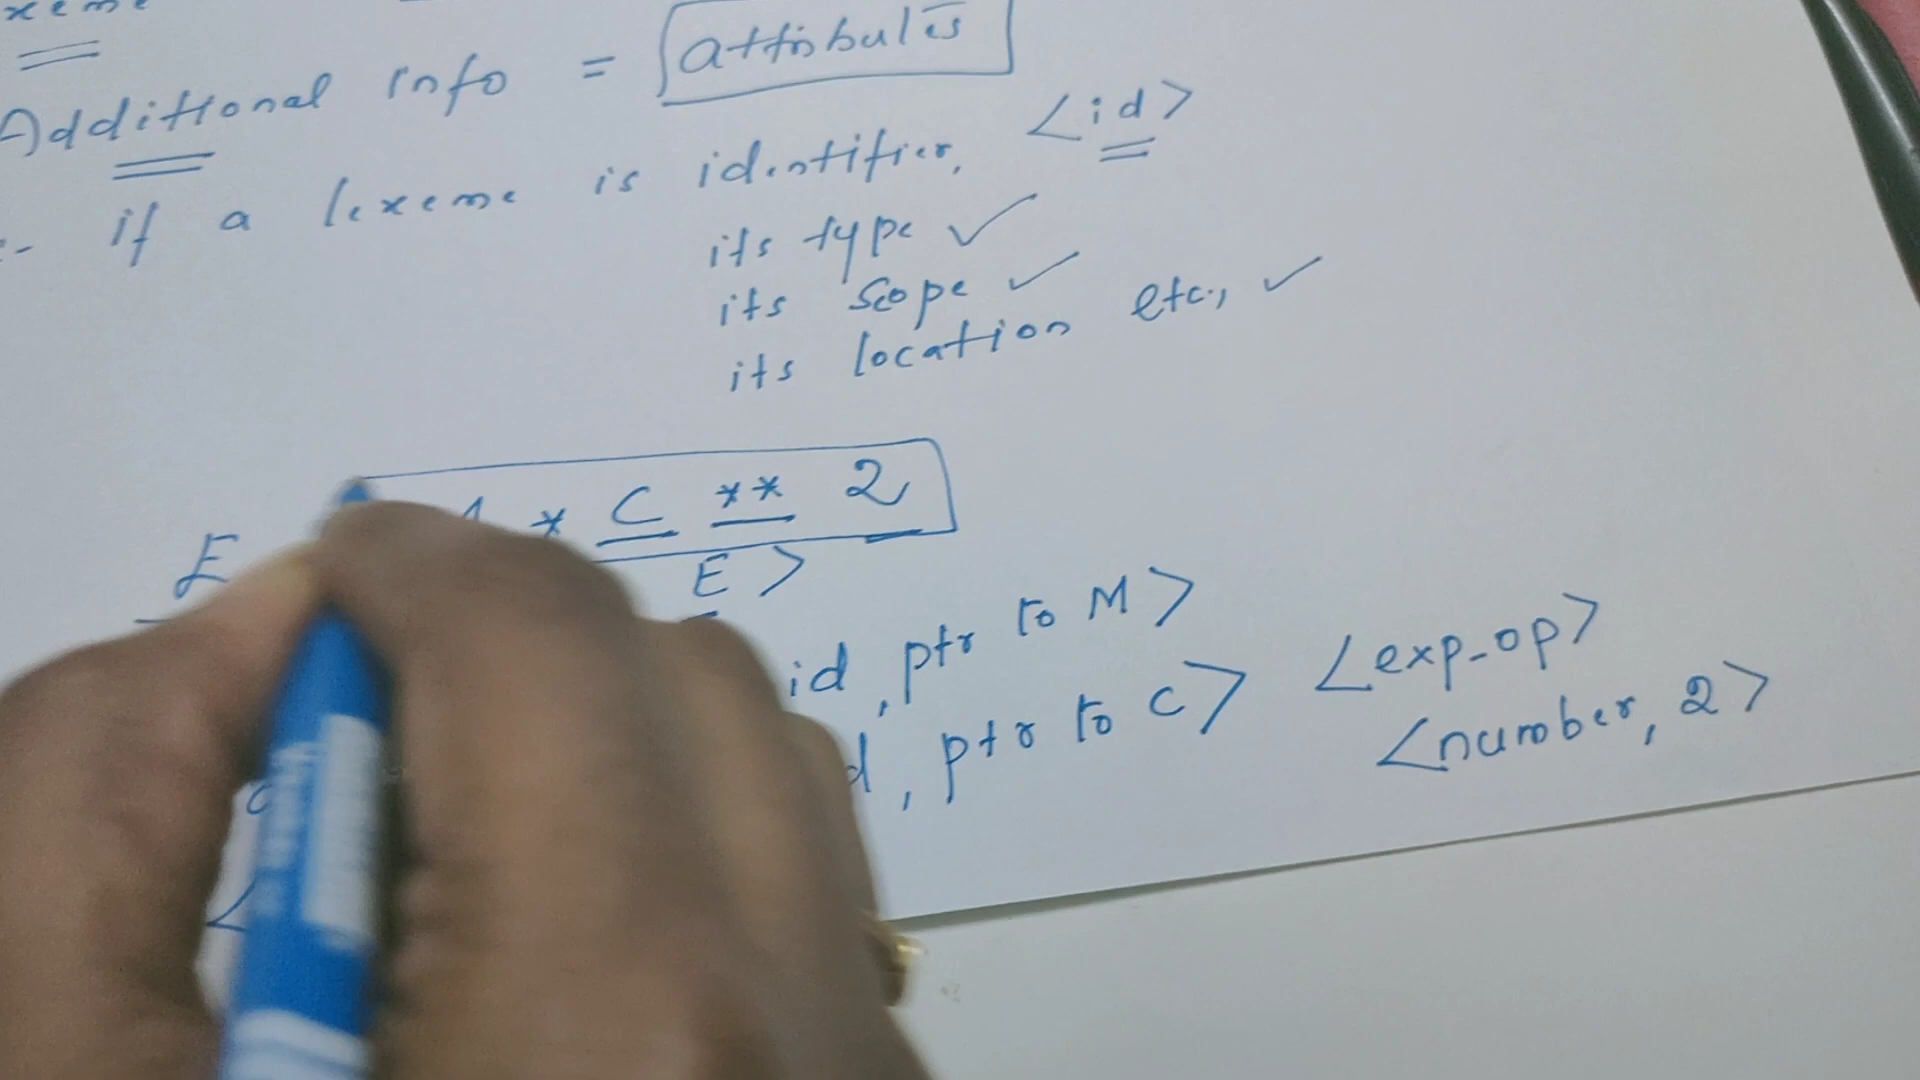 Additional info = attributes
if a lexeme is identifier, <id>
its type ✓
its scope ✓
its location etc., ✓
E * C ** 2
E >
id, ptr to M> <exp-op>
, ptr to C> <number, 2>